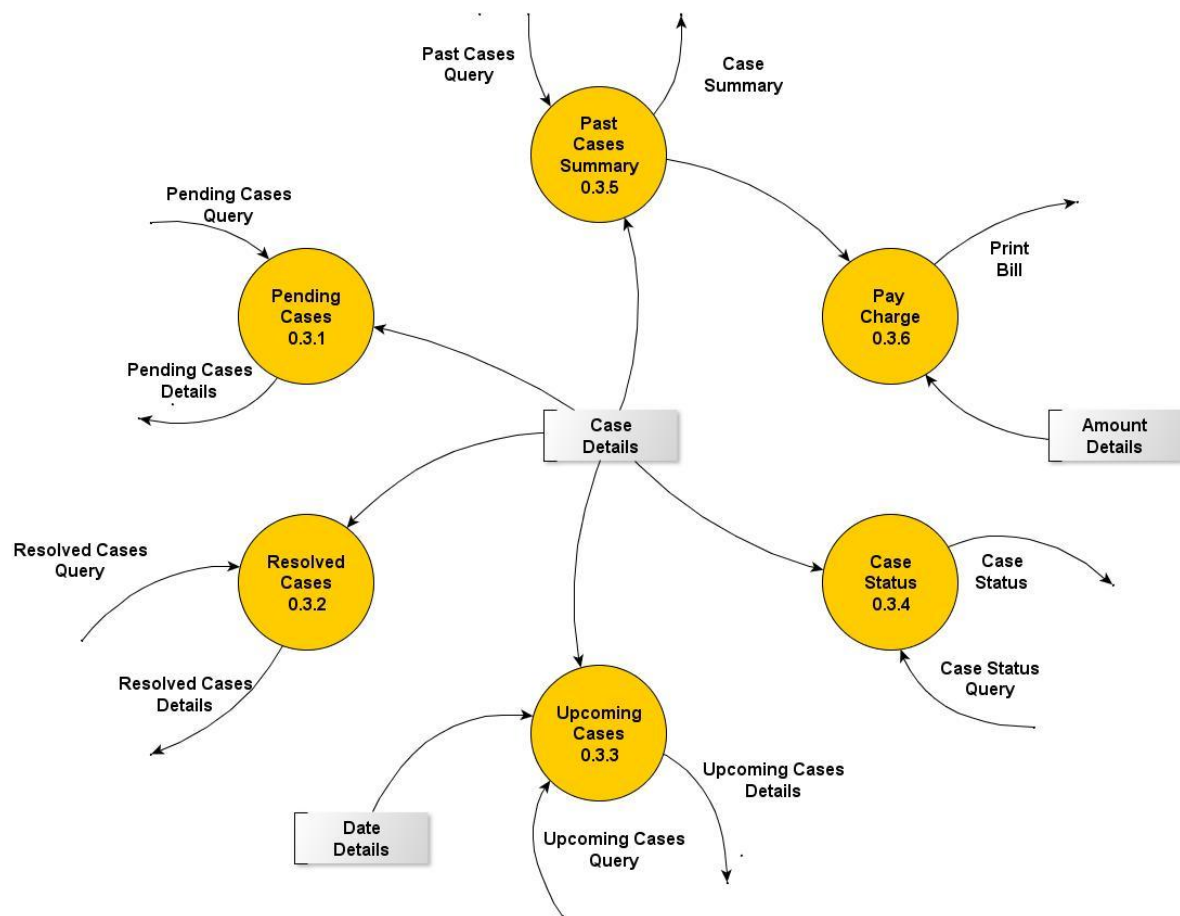 Past Cases
Query
Case
Summary
Past
Cases
Summary
0.3.5
Pending Cases
Query
Print
Bill
Pending
Cases
0.3.1
Pay
Charge
0.3.6
Pending Cases
Details
Case
Details
Amount
Details
Resolved Cases
Query
Resolved
Cases
0.3.2
Case
Status
0.3.4
Case
Status
Resolved Cases
Details
Case Status
Query
Upcoming
Cases
0.3.3
Upcoming Cases
Details
Date
Details
Upcoming Cases
Query